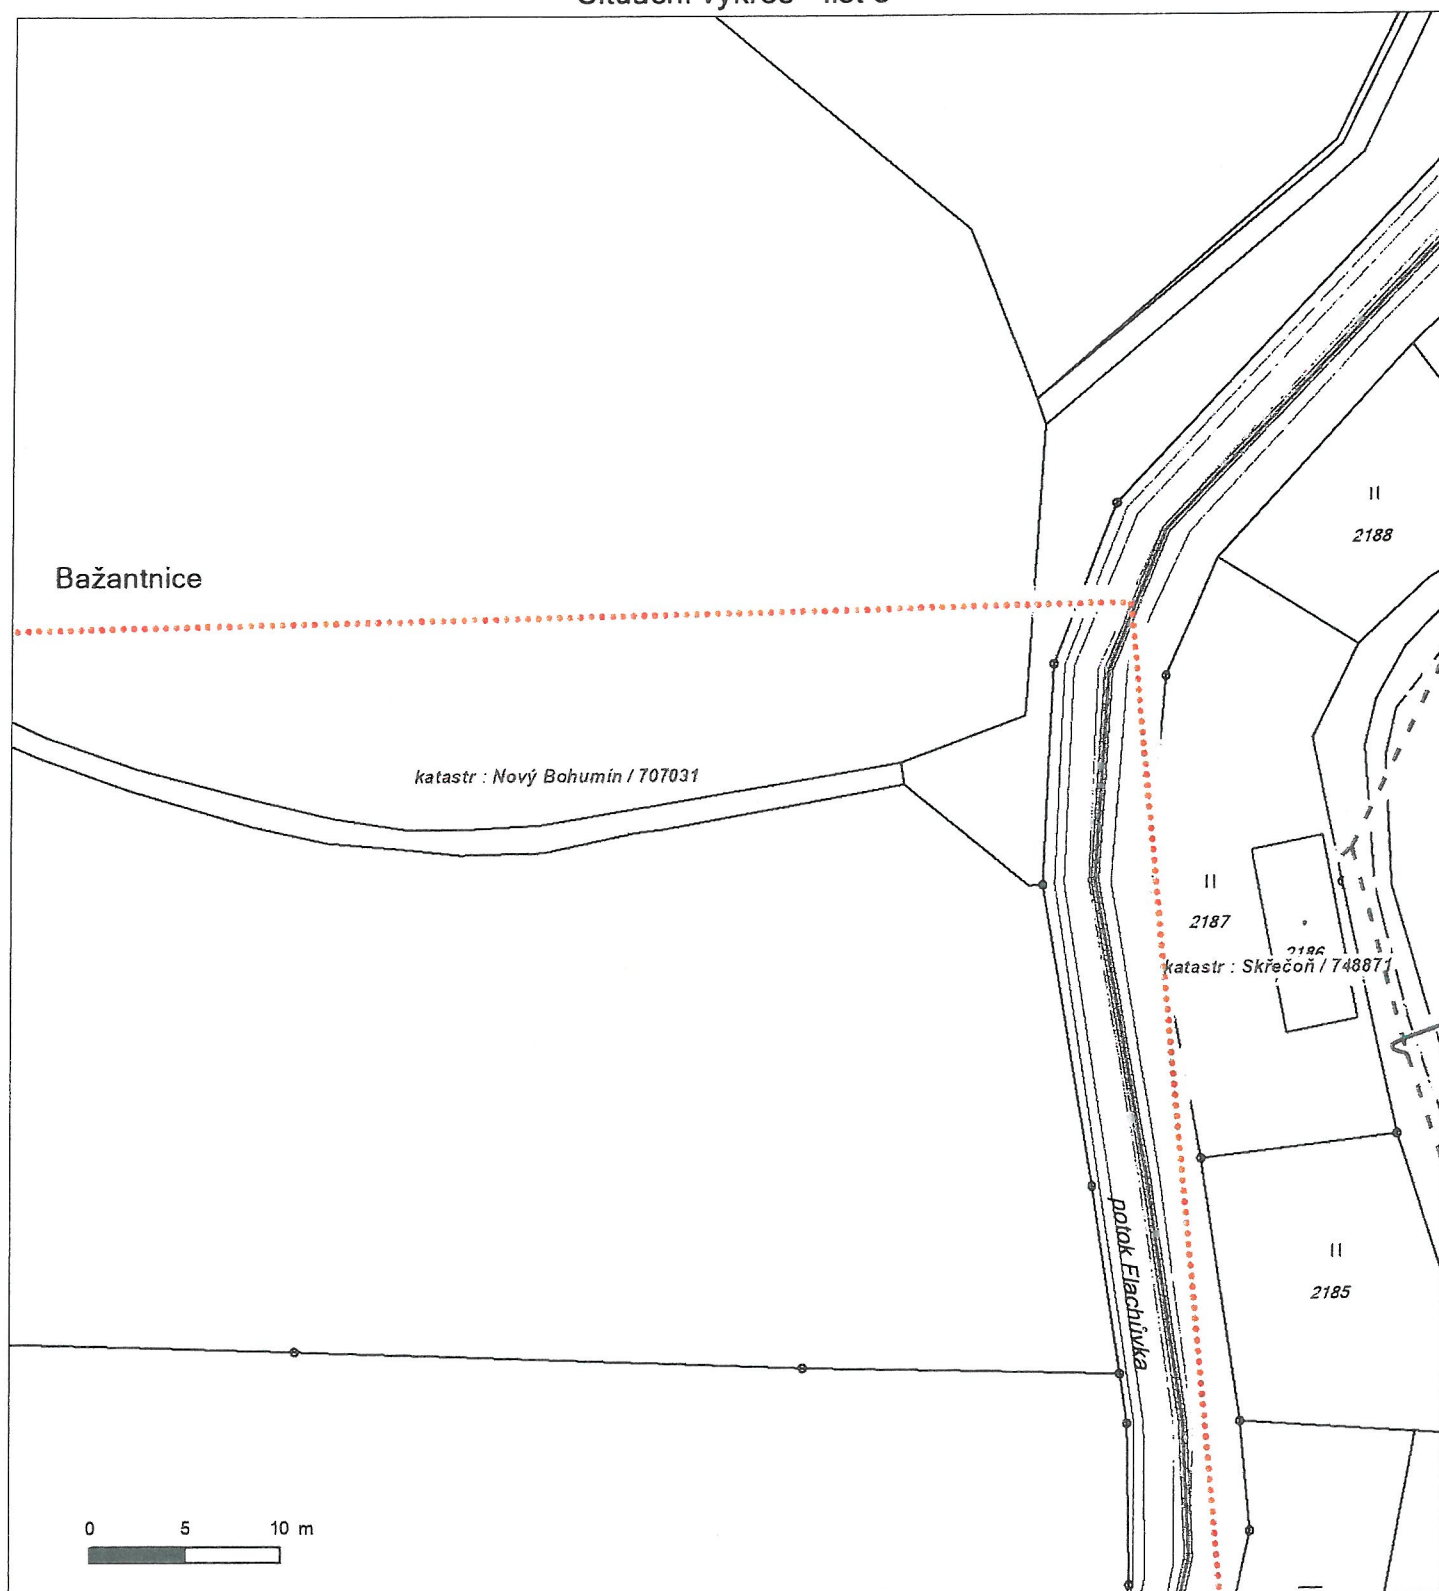 Bažantnice
katastr : Nový Bohumín / 707031
II
2188
II
2187
2186
katastr : Skřečoň / 748871
II
2185
potok Flachůvka
0 5 10 m